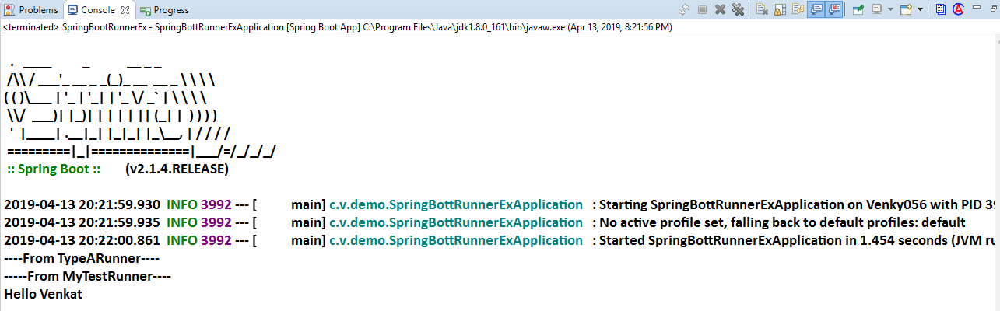 Problems Console Progress
<terminated> SpringBootRunnerEx - SpringBottRunnerExApplication [Spring Boot App] C:\Program Files\Java\jdk1.8.0_161\bin\javaw.exe (Apr 13, 2019, 8:21:56 PM)
  .   ____          _            __ _ _
 /\\ / ___'_ __ _ _(_)_ __  __ _ \ \ \ \
( ( )\___ | '_ | '_| | '_ \/ _` | \ \ \ \
 \\/  ___)| |_)| | | | | || (_| |  ) ) ) )
  '  |____| .__|_| |_|_| |_\__, | / / / /
 =========|_|==============|___/=/_/_/_/
:: Spring Boot :: (v2.1.4.RELEASE)
2019-04-13 20:21:59.930 INFO 3992 --- [ main] c.v.demo.SpringBottRunnerExApplication : Starting SpringBottRunnerExApplication on Venky056 with PID 39
2019-04-13 20:21:59.935 INFO 3992 --- [ main] c.v.demo.SpringBottRunnerExApplication : No active profile set, falling back to default profiles: default
2019-04-13 20:22:00.861 INFO 3992 --- [ main] c.v.demo.SpringBottRunnerExApplication : Started SpringBottRunnerExApplication in 1.454 seconds (JVM ru
----From TypeARunner----
-----From MyTestRunner----
Hello Venkat